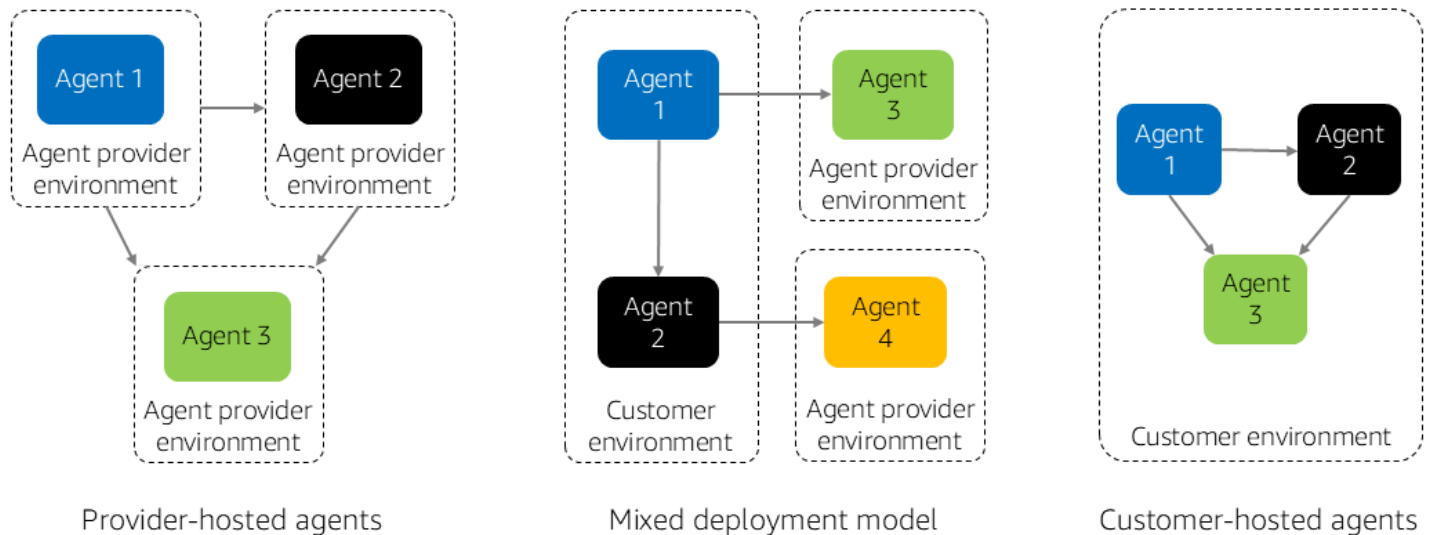 Agent 1
Agent provider
environment
Agent 2
Agent provider
environment
Agent 3
Agent provider
environment
Provider-hosted agents
Agent
1
Agent
2
Customer
environment
Agent
3
Agent provider
environment
Agent
4
Agent provider
environment
Mixed deployment model
Agent
1
Agent
2
Agent
3
Customer environment
Customer-hosted agents